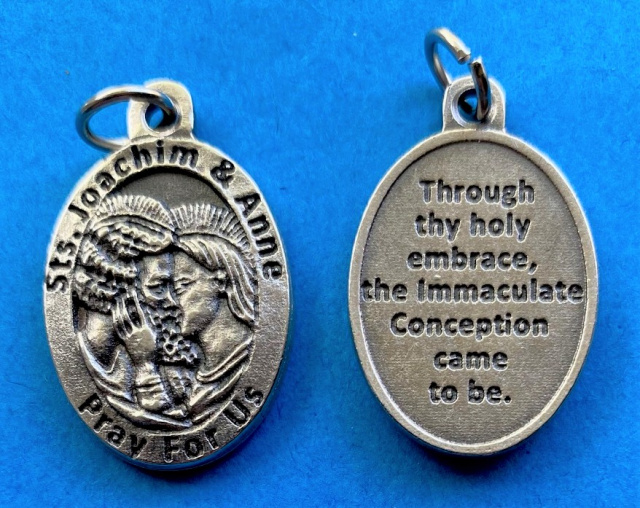 Sts. Joachim & Anne
Pray For Us
Through
thy holy
embrace,
the Immaculate
Conception
came
to be.